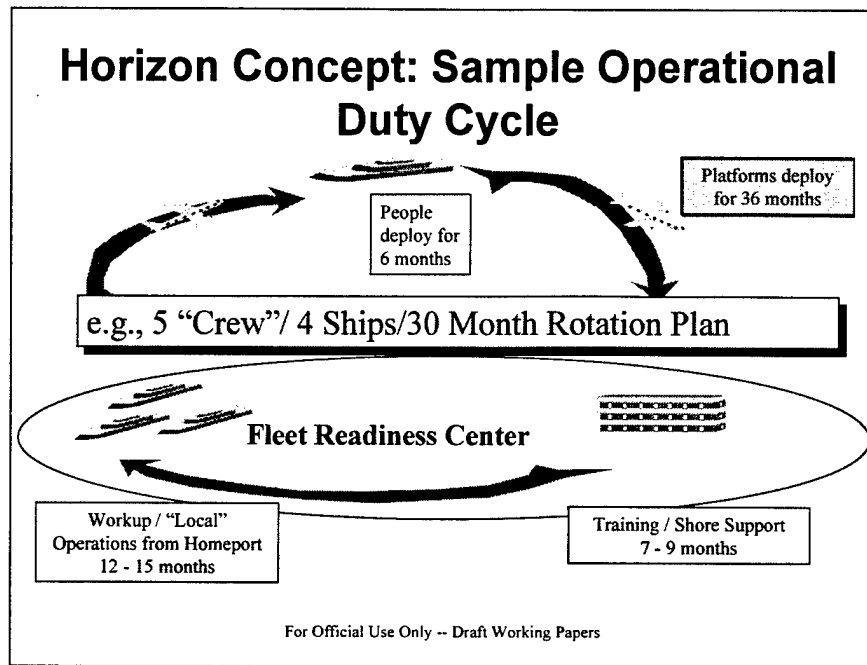 Horizon Concept: Sample Operational
Duty Cycle
People
deploy for
6 months
Platforms deploy
for 36 months
e.g., 5 “Crew”/ 4 Ships/30 Month Rotation Plan
Fleet Readiness Center
Workup / “Local”
Operations from Homeport
12 - 15 months
Training / Shore Support
7 - 9 months
For Official Use Only -- Draft Working Papers